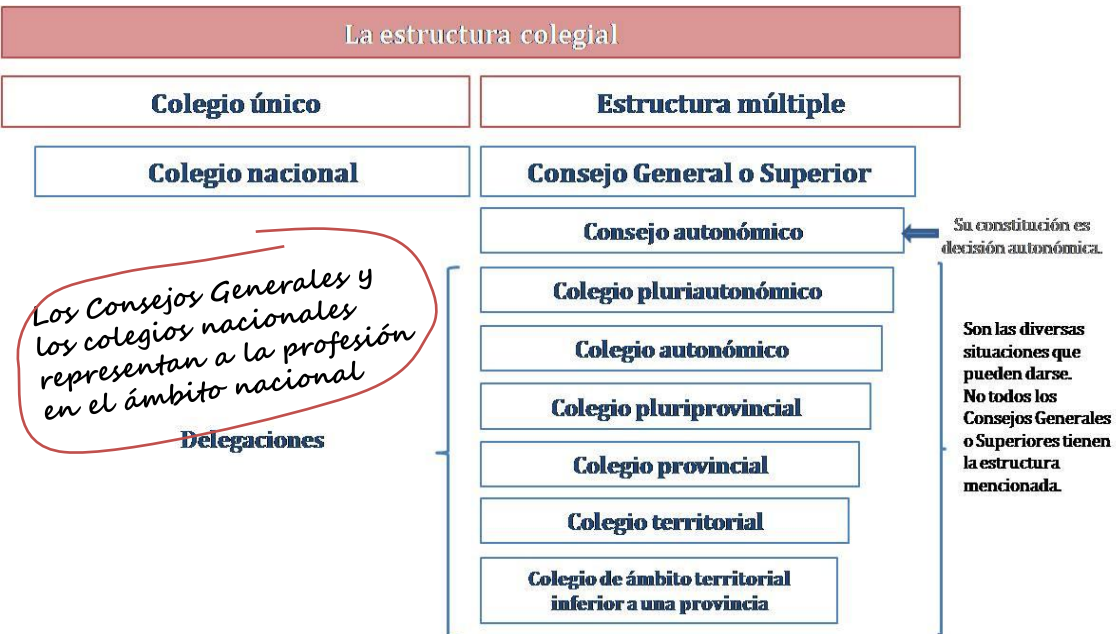 La estructura colegial
Colegio único
Estructura múltiple
Colegio nacional
Consejo General o Superior
Consejo autonómico
Su constitución es
decisión autonómica.
Los Consejos Generales y
los colegios nacionales
representan a la profesión
en el ámbito nacional
Delegaciones
Colegio pluriautonómico
Colegio autonómico
Colegio pluriprovincial
Colegio provincial
Colegio territorial
Colegio de ámbito territorial
inferior a una provincia
Son las diversas
situaciones que
pueden darse.
No todos los
Consejos Generales
o Superiores tienen
la estructura
mencionada.